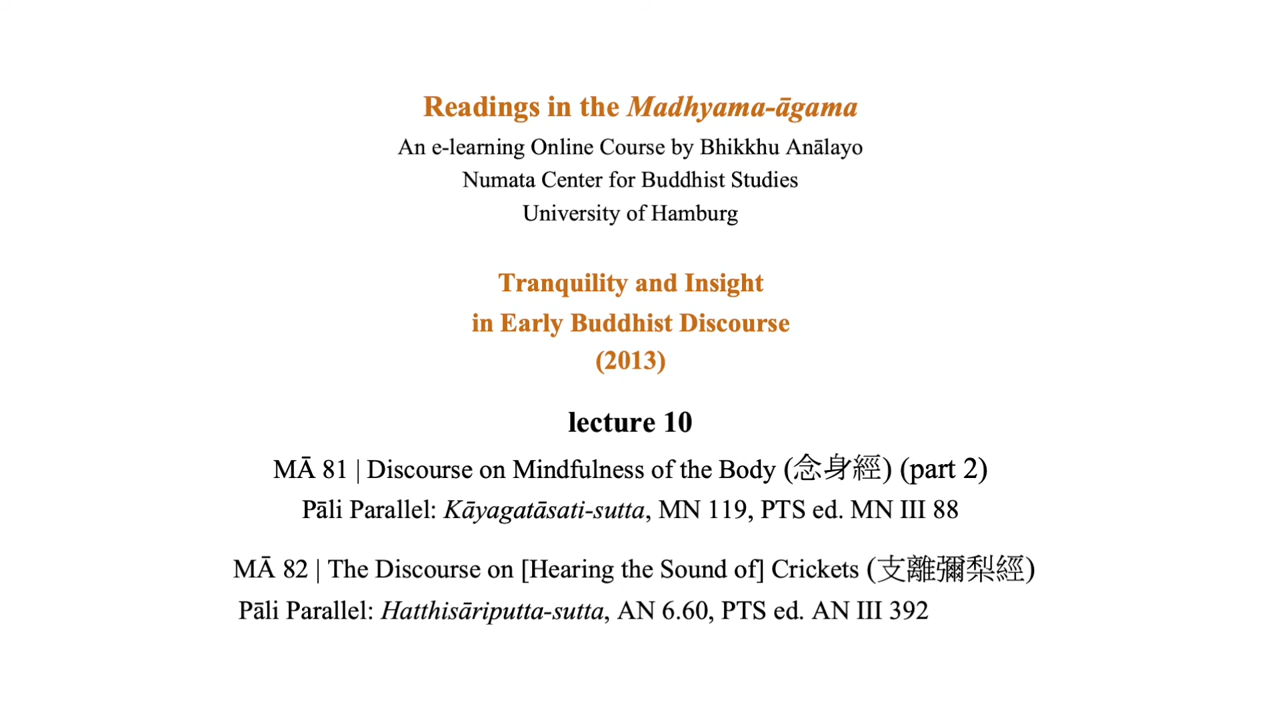 Readings in the Madhyama-āgama
An e-learning Online Course by Bhikkhu Anālayo
Numata Center for Buddhist Studies
University of Hamburg
Tranquility and Insight
in Early Buddhist Discourse
(2013)
lecture 10
MĀ 81 | Discourse on Mindfulness of the Body (念身經) (part 2)
Pāli Parallel: Kāyagatāsati-sutta, MN 119, PTS ed. MN III 88
MĀ 82 | The Discourse on [Hearing the Sound of] Crickets (支離彌梨經)
Pāli Parallel: Hatthisāriputta-sutta, AN 6.60, PTS ed. AN III 392